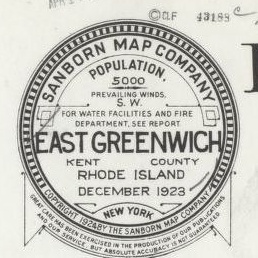 ©CLF 43188 C
SANBORN MAP COMPANY
POPULATION,
5000
PREVAILING WINDS,
S. W.
FOR WATER FACILITIES AND FIRE
DEPARTMENT, SEE REPORT
EAST GREENWICH
KENT COUNTY
RHODE ISLAND
DECEMBER 1923
COPYRIGHT 1924 BY THE SANBORN MAP COMPANY
NEW YORK
GREAT CARE HAS BEEN EXERCISED IN THE PRODUCTION OF OUR PUBLICATIONS
AND OUR SERVICE, BUT ABSOLUTE ACCURACY IS NOT GUARANTEED